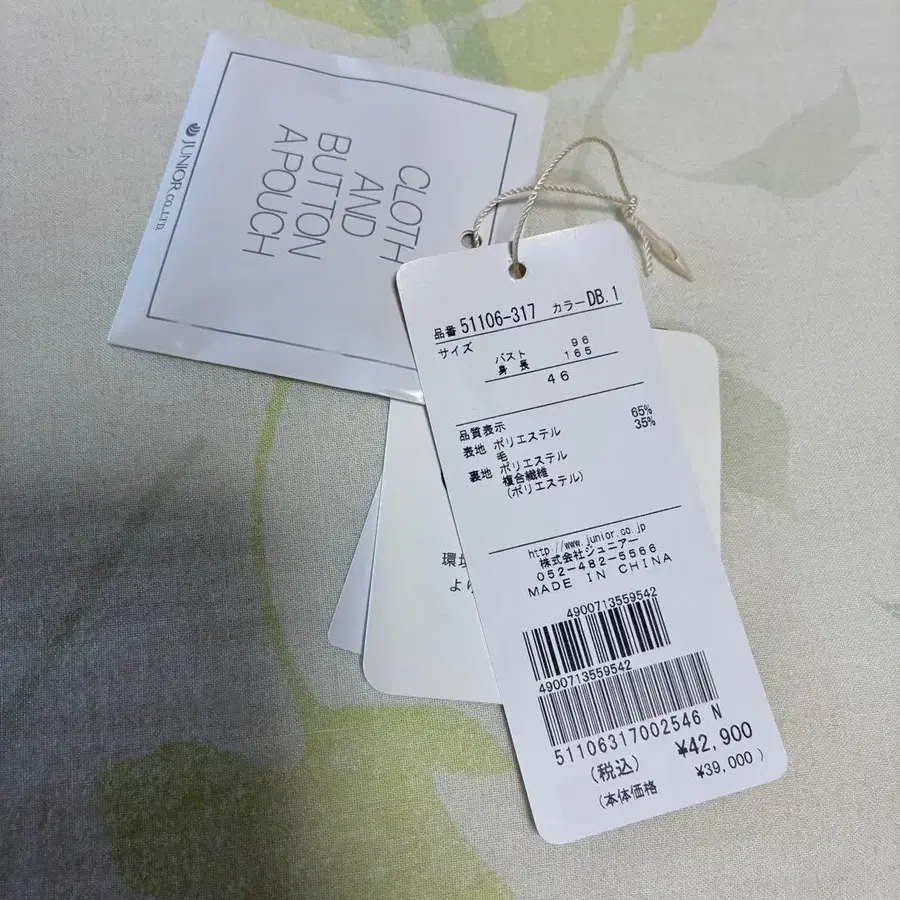 JUNIOR.CO.,LTD.
CLOTH
AND
BUTTON
A POUCH
品番 51106-317 カラー DB.1
サイズ
バスト 96
身長 165
46
品質表示
表地 ポリエステル 65%
毛 35%
裏地 ポリエステル
複合繊維
(ポリエステル)
http://www.junior.co.jp
株式会社ジュニアー
052-482-5566
MADE IN CHINA
4900713559542
4900713559542
51106317002546 N
(税込) ¥42,900
(本体価格 ¥39,000)
環
よ